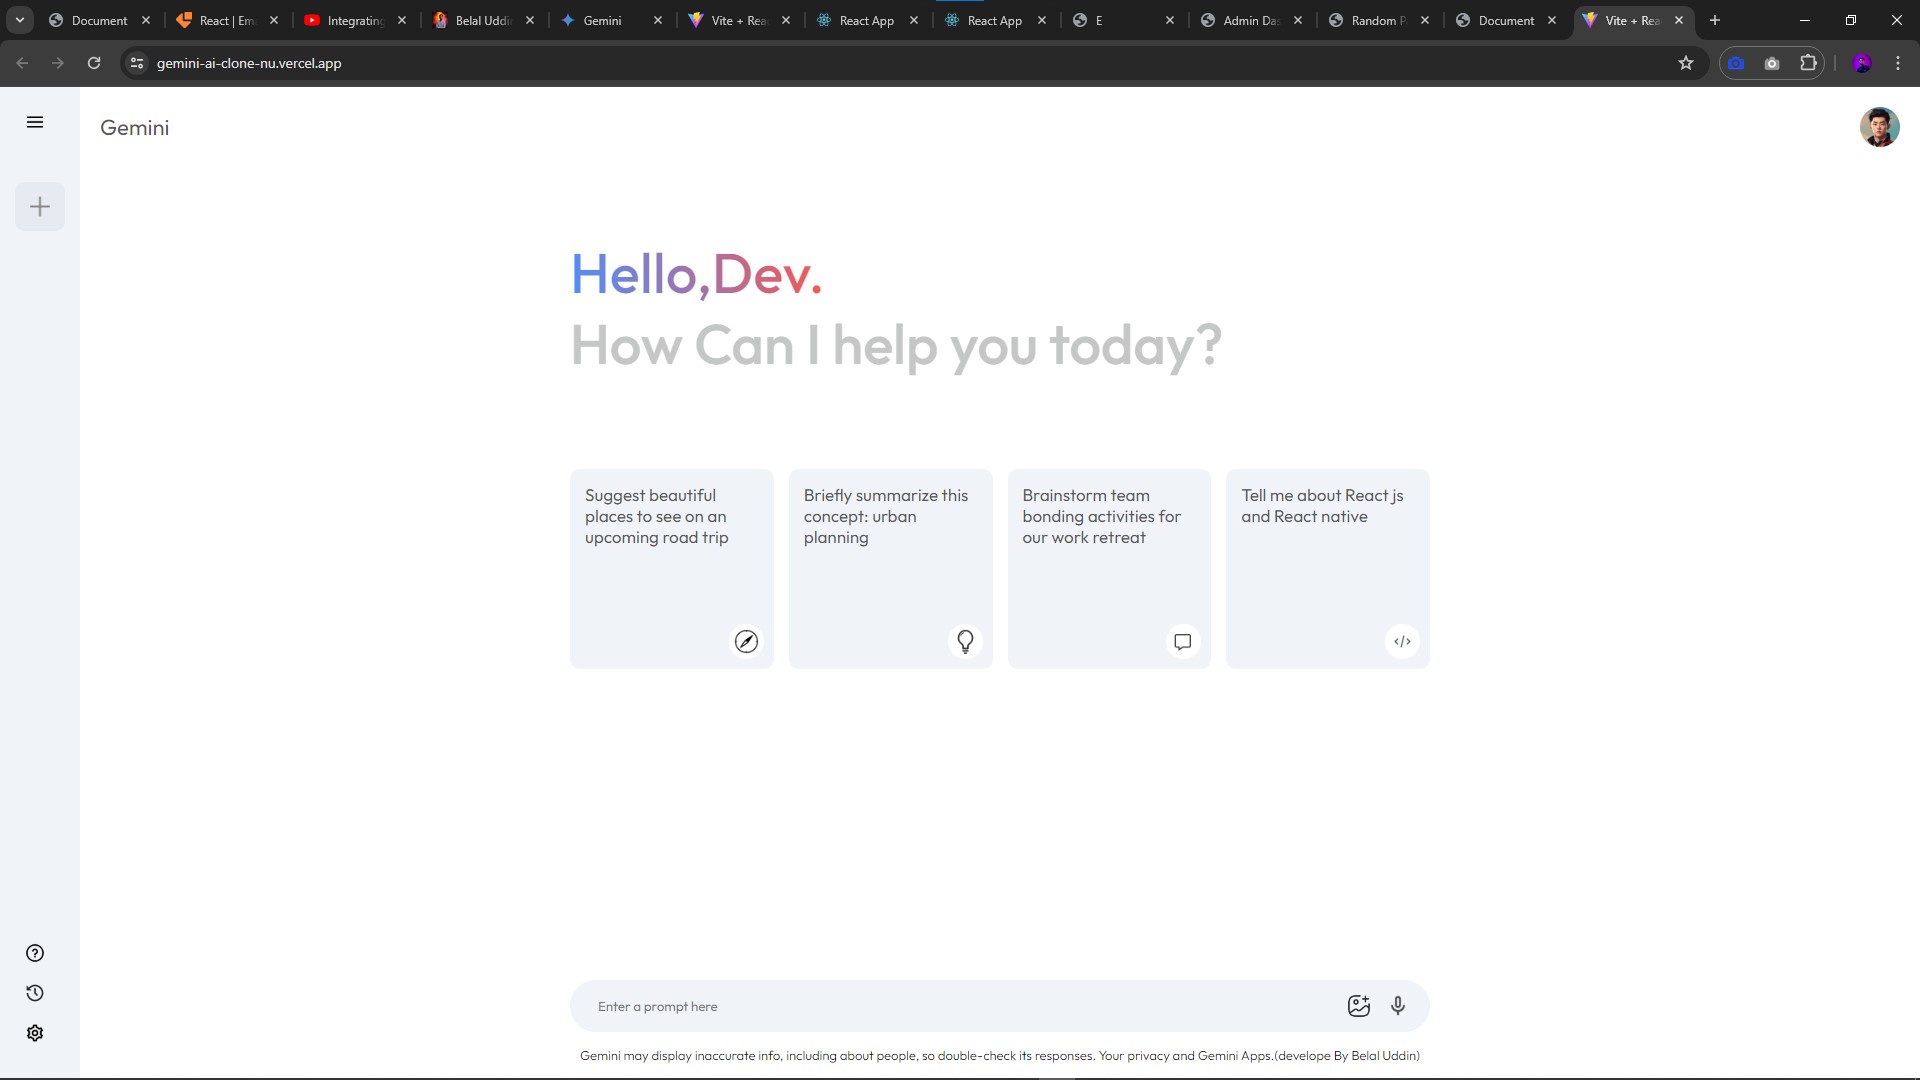 Document
React | Em
Integrating
Belal Uddin
Gemini
Vite + Rea
React App
React App
E
Admin Das
Random P
Document
Vite + Rea
gemini-ai-clone-nu.vercel.app
Gemini
Hello,Dev.
How Can I help you today?
Suggest beautiful
places to see on an
upcoming road trip
Briefly summarize this
concept: urban
planning
Brainstorm team
bonding activities for
our work retreat
Tell me about React js
and React native
Enter a prompt here
Gemini may display inaccurate info, including about people, so double-check its responses. Your privacy and Gemini Apps.(develope By Belal Uddin)